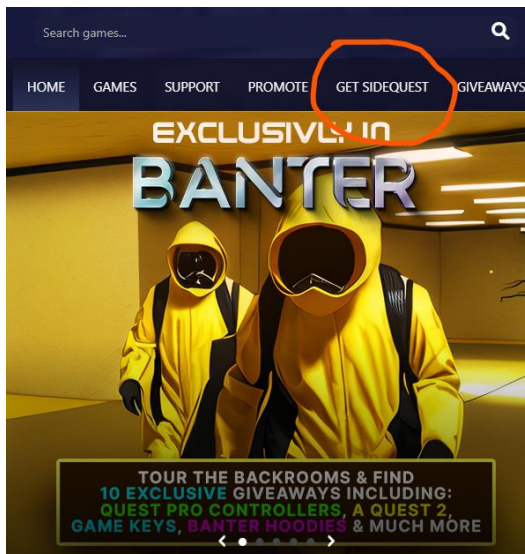 Search games...
HOME GAMES SUPPORT PROMOTE GET SIDEQUEST GIVEAWAYS
EXCLUSIVLY IN
BANTER
TOUR THE BACKROOMS & FIND
10 EXCLUSIVE GIVEAWAYS INCLUDING:
QUEST PRO CONTROLLERS, A QUEST 2,
GAME KEYS, BANTER HOODIES & MUCH MORE